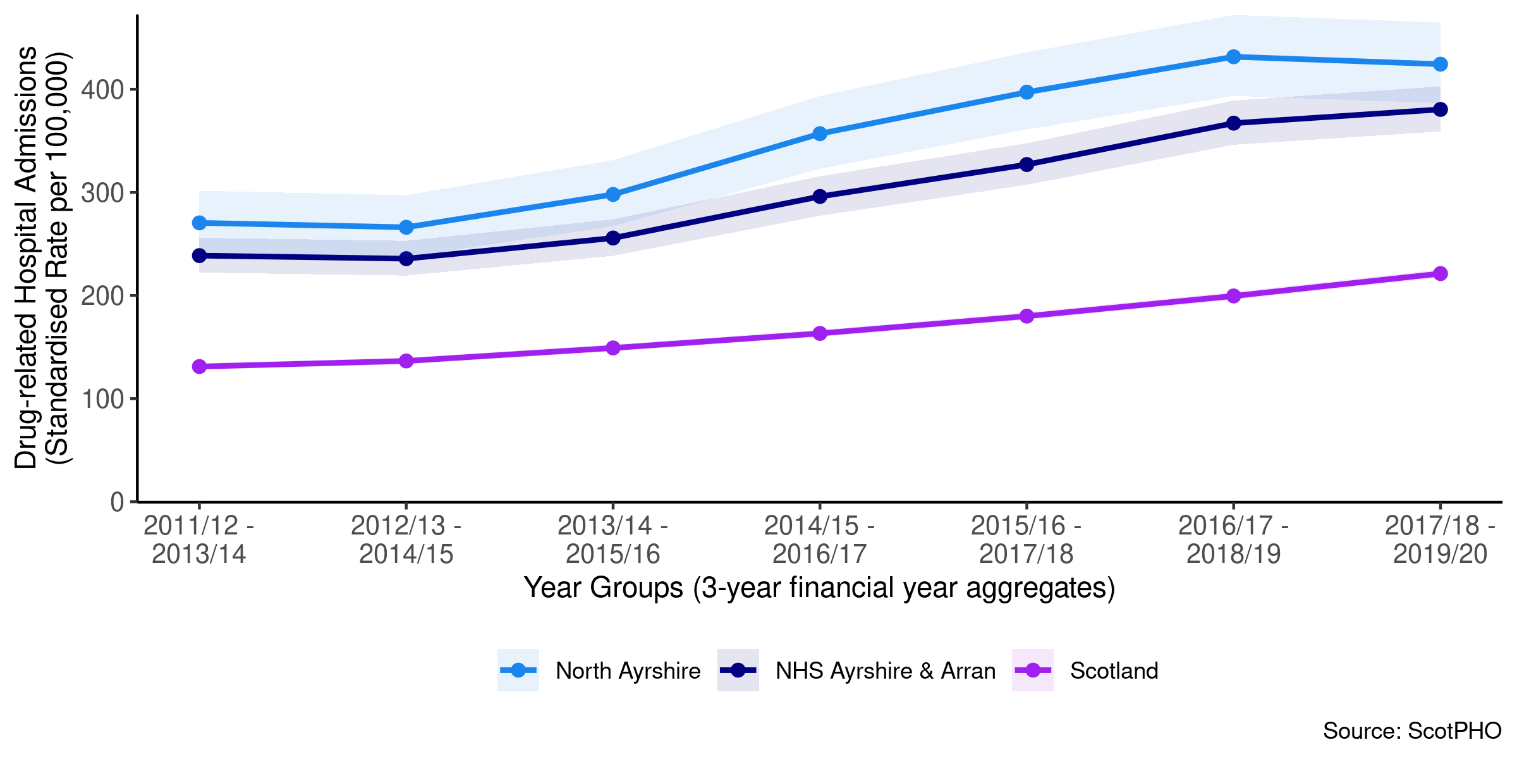 Drug-related Hospital Admissions
(Standardised Rate per 100,000)
400
300
200
100
0
2011/12 -
2013/14
2012/13 -
2014/15
2013/14 -
2015/16
2014/15 -
2016/17
2015/16 -
2017/18
2016/17 -
2018/19
2017/18 -
2019/20
Year Groups (3-year financial year aggregates)
North Ayrshire
NHS Ayrshire & Arran
Scotland
Source: ScotPHO